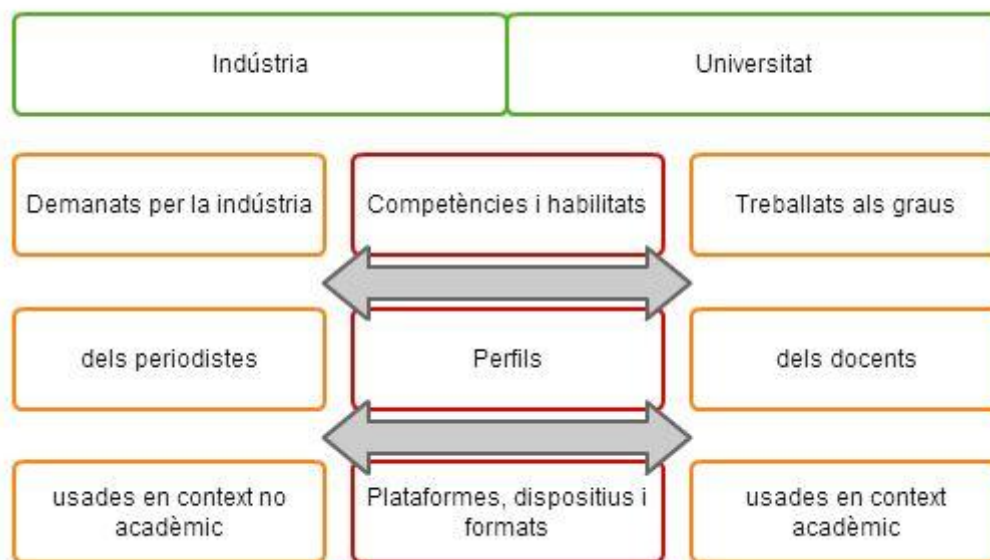 Indústria
Universitat
Demanats per la indústria
Competències i habilitats
Treballats als graus
dels periodistes
Perfils
dels docents
usades en context no
acadèmic
Plataformes, dispositius i
formats
usades en context
acadèmic